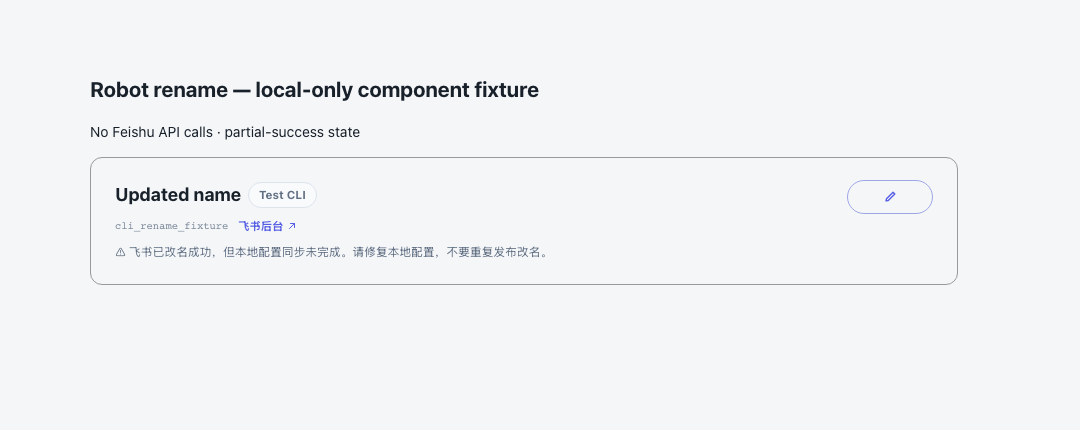 Robot rename — local-only component fixture
No Feishu API calls · partial-success state
Updated name Test CLI
cli_rename_fixture 飞书后台 ↗
⚠ 飞书已改名成功，但本地配置同步未完成。请修复本地配置，不要重复发布改名。